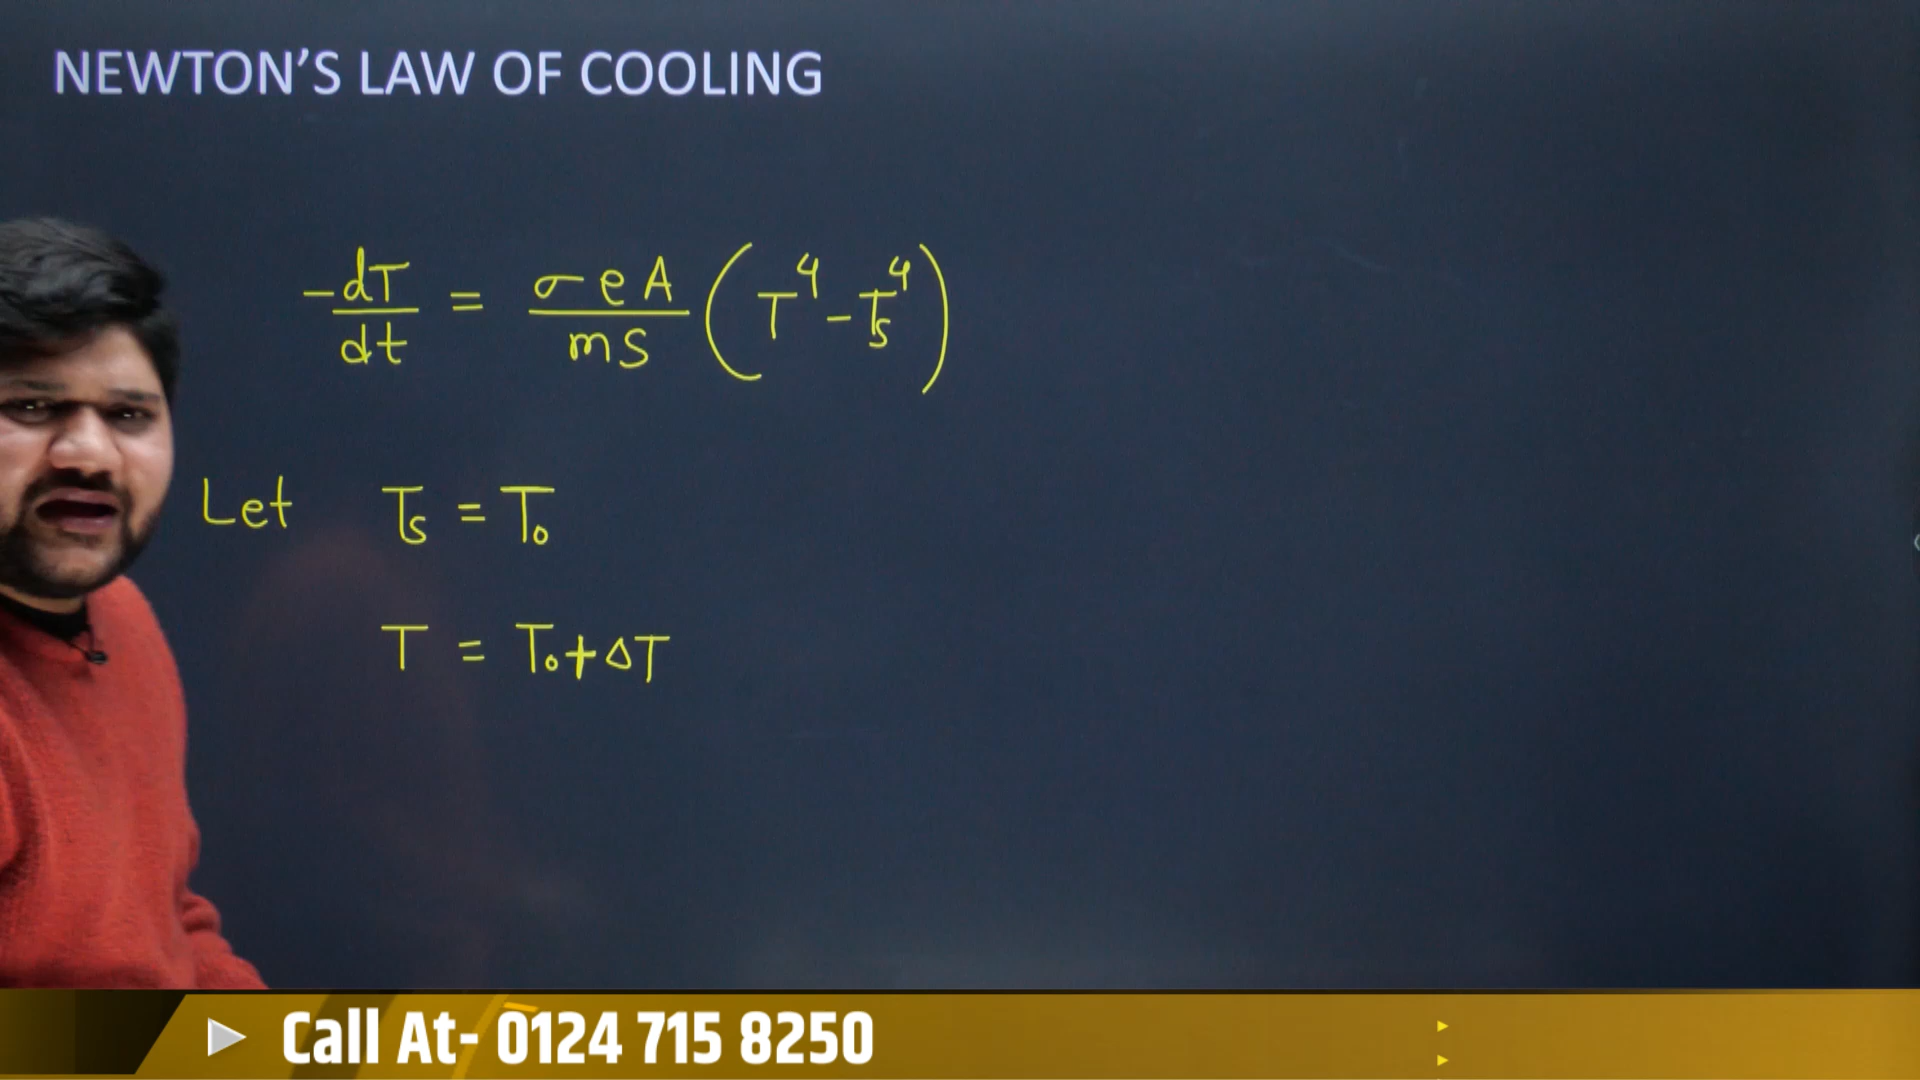 NEWTON'S LAW OF COOLING
-dT/dt = σeA/ms (T⁴ - Tₛ⁴)
Let Tₛ = T₀
T = T₀+ΔT
Call At- 0124 715 8250